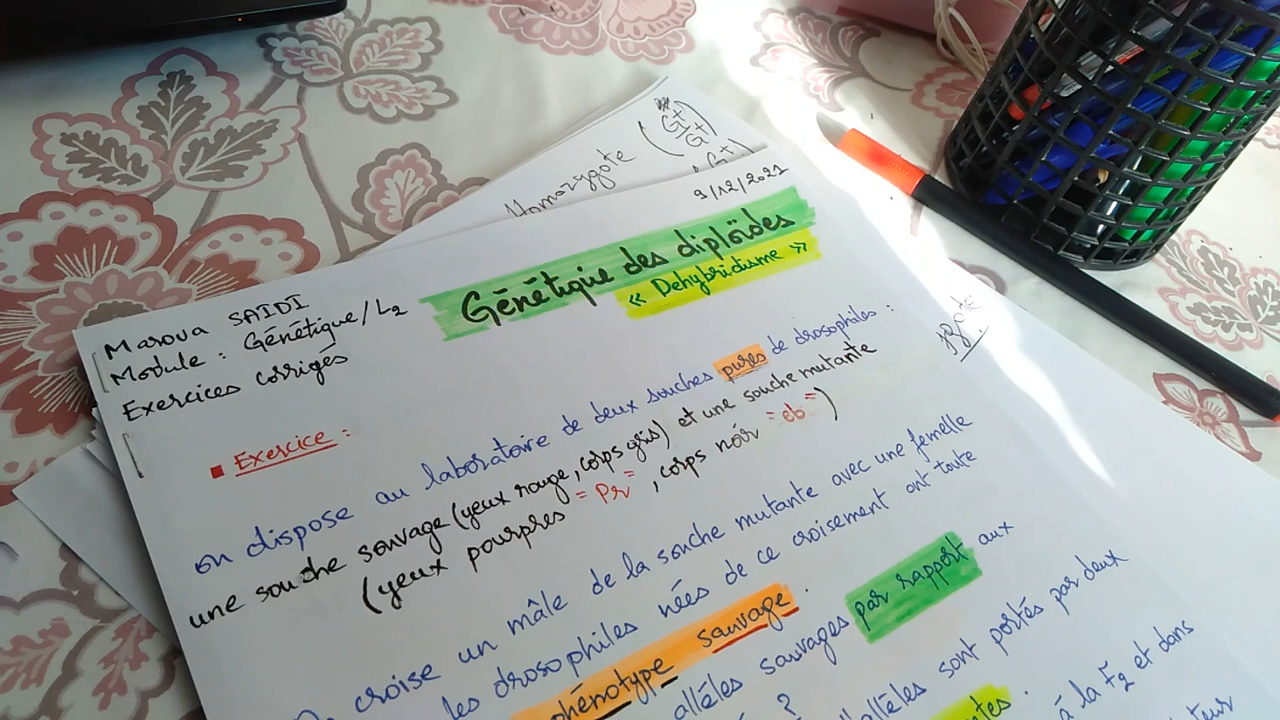 Homozygote (Gt/Gt)
9/12/2021
Génétique des diploïdes
« Dehybridisme »
Marova SAIDI
Module : Génétique/L2
Exercices corrigés
Exercice :
on dispose au laboratoire de deux souches pures de drosophiles :
une souche sauvage (yeux rouge, corps gris) et une souche mutante
(yeux pourpres "Pr", corps noir "eb")
croise un mâle de la souche mutante avec une femelle
les drosophiles nées de ce croisement ont toute
phénotype sauvage.
allèles sauvages par rapport aux
?
allèles sont portés par deux
à la F2 et dans